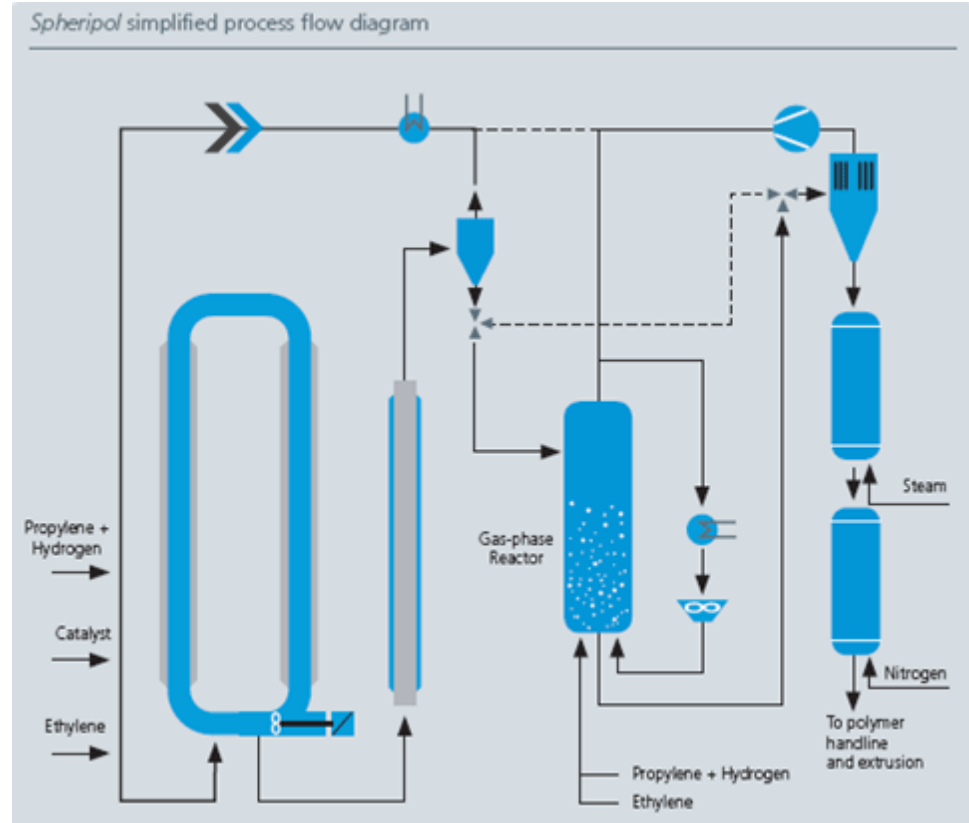 Spheripol simplified process flow diagram
Propylene +
Hydrogen
Catalyst
Ethylene
Gas-phase
Reactor
Propylene + Hydrogen
Ethylene
Steam
Nitrogen
To polymer
handline
and extrusion